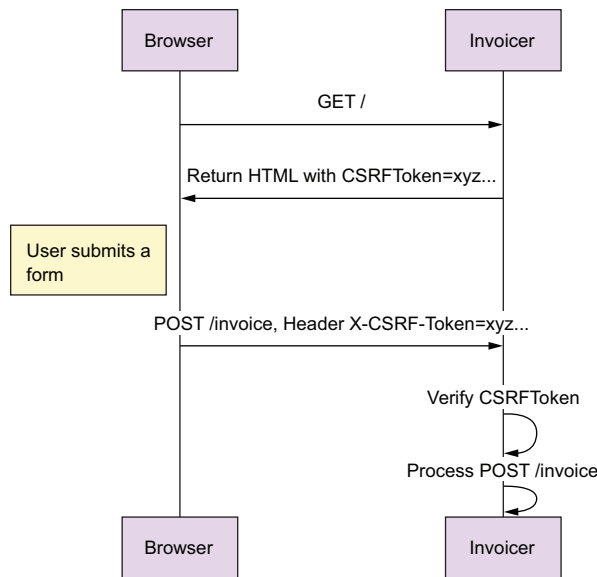 Browser
Invoicer
GET /
Return HTML with CSRFToken=xyz...
User submits a
form
POST /invoice, Header X-CSRF-Token=xyz...
Verify CSRFToken
Process POST /invoice
Browser
Invoicer